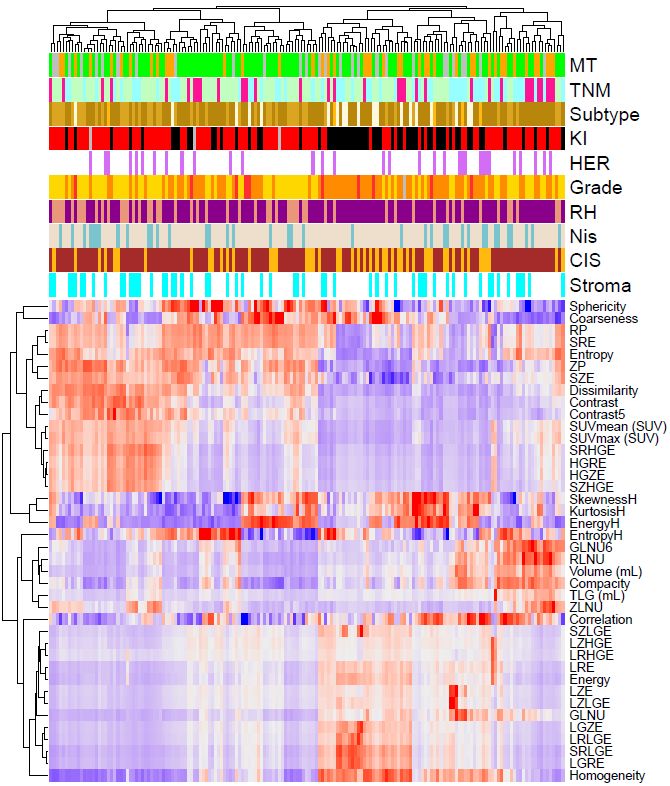 MT
TNM
Subtype
KI
HER
Grade
RH
Nis
CIS
Stroma
Sphericity
Coarseness
RP
SRE
Entropy
ZP
SZE
Dissimilarity
Contrast
Contrast5
SUVmean (SUV)
SUVmax (SUV)
SRHGE
HGRE
HGZE
SZHGE
SkewnessH
KurtosisH
EnergyH
EntropyH
GLNU6
RLNU
Volume (mL)
Compacity
TLG (mL)
ZLNU
Correlation
SZLGE
LZHGE
LRHGE
LRE
Energy
LZE
LZLGE
GLNU
LGZE
LRLGE
SRLGE
LGRE
Homogeneity